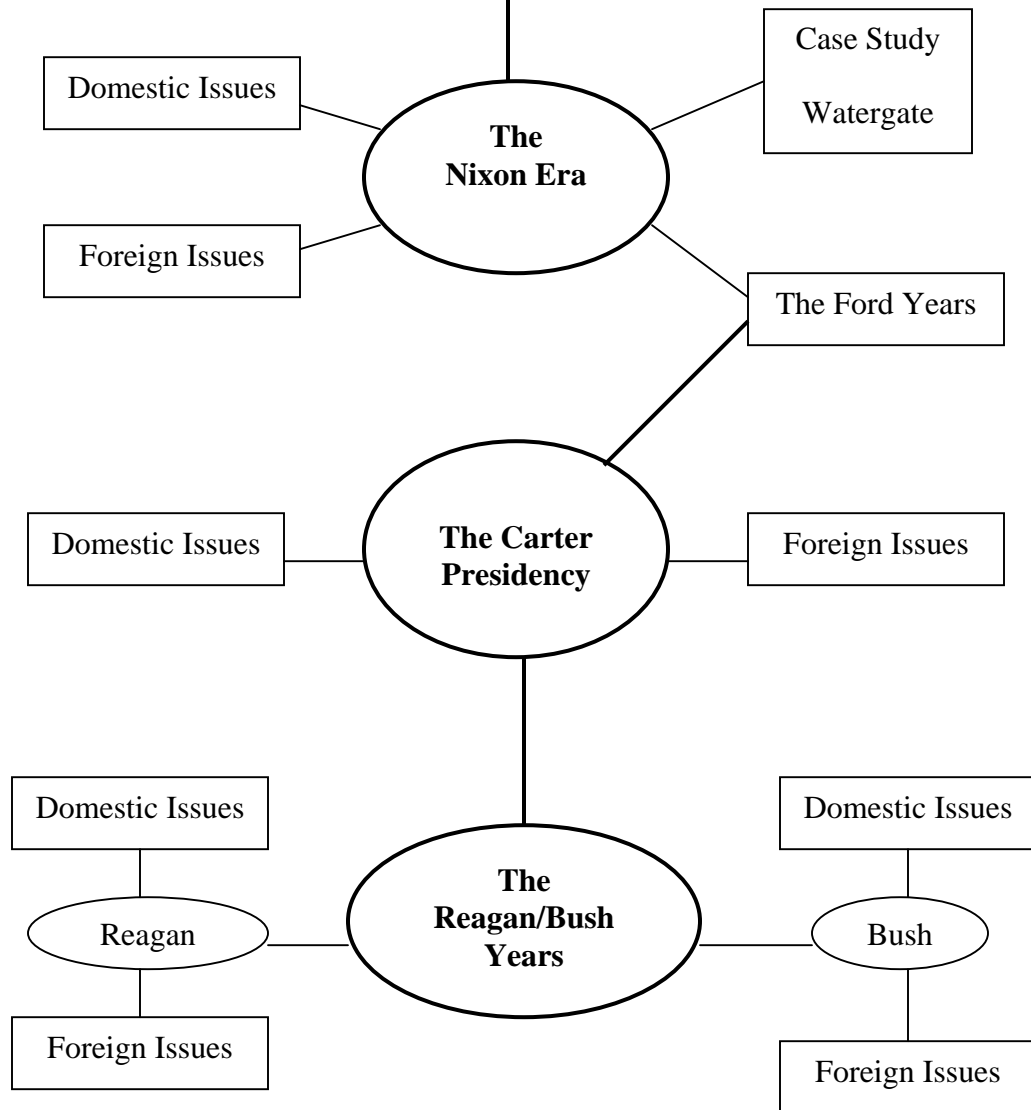 Case Study
Watergate
Domestic Issues
The
Nixon Era
Foreign Issues
The Ford Years
Domestic Issues
The Carter
Presidency
Foreign Issues
Domestic Issues
Domestic Issues
The
Reagan/Bush
Years
Reagan
Bush
Foreign Issues
Foreign Issues